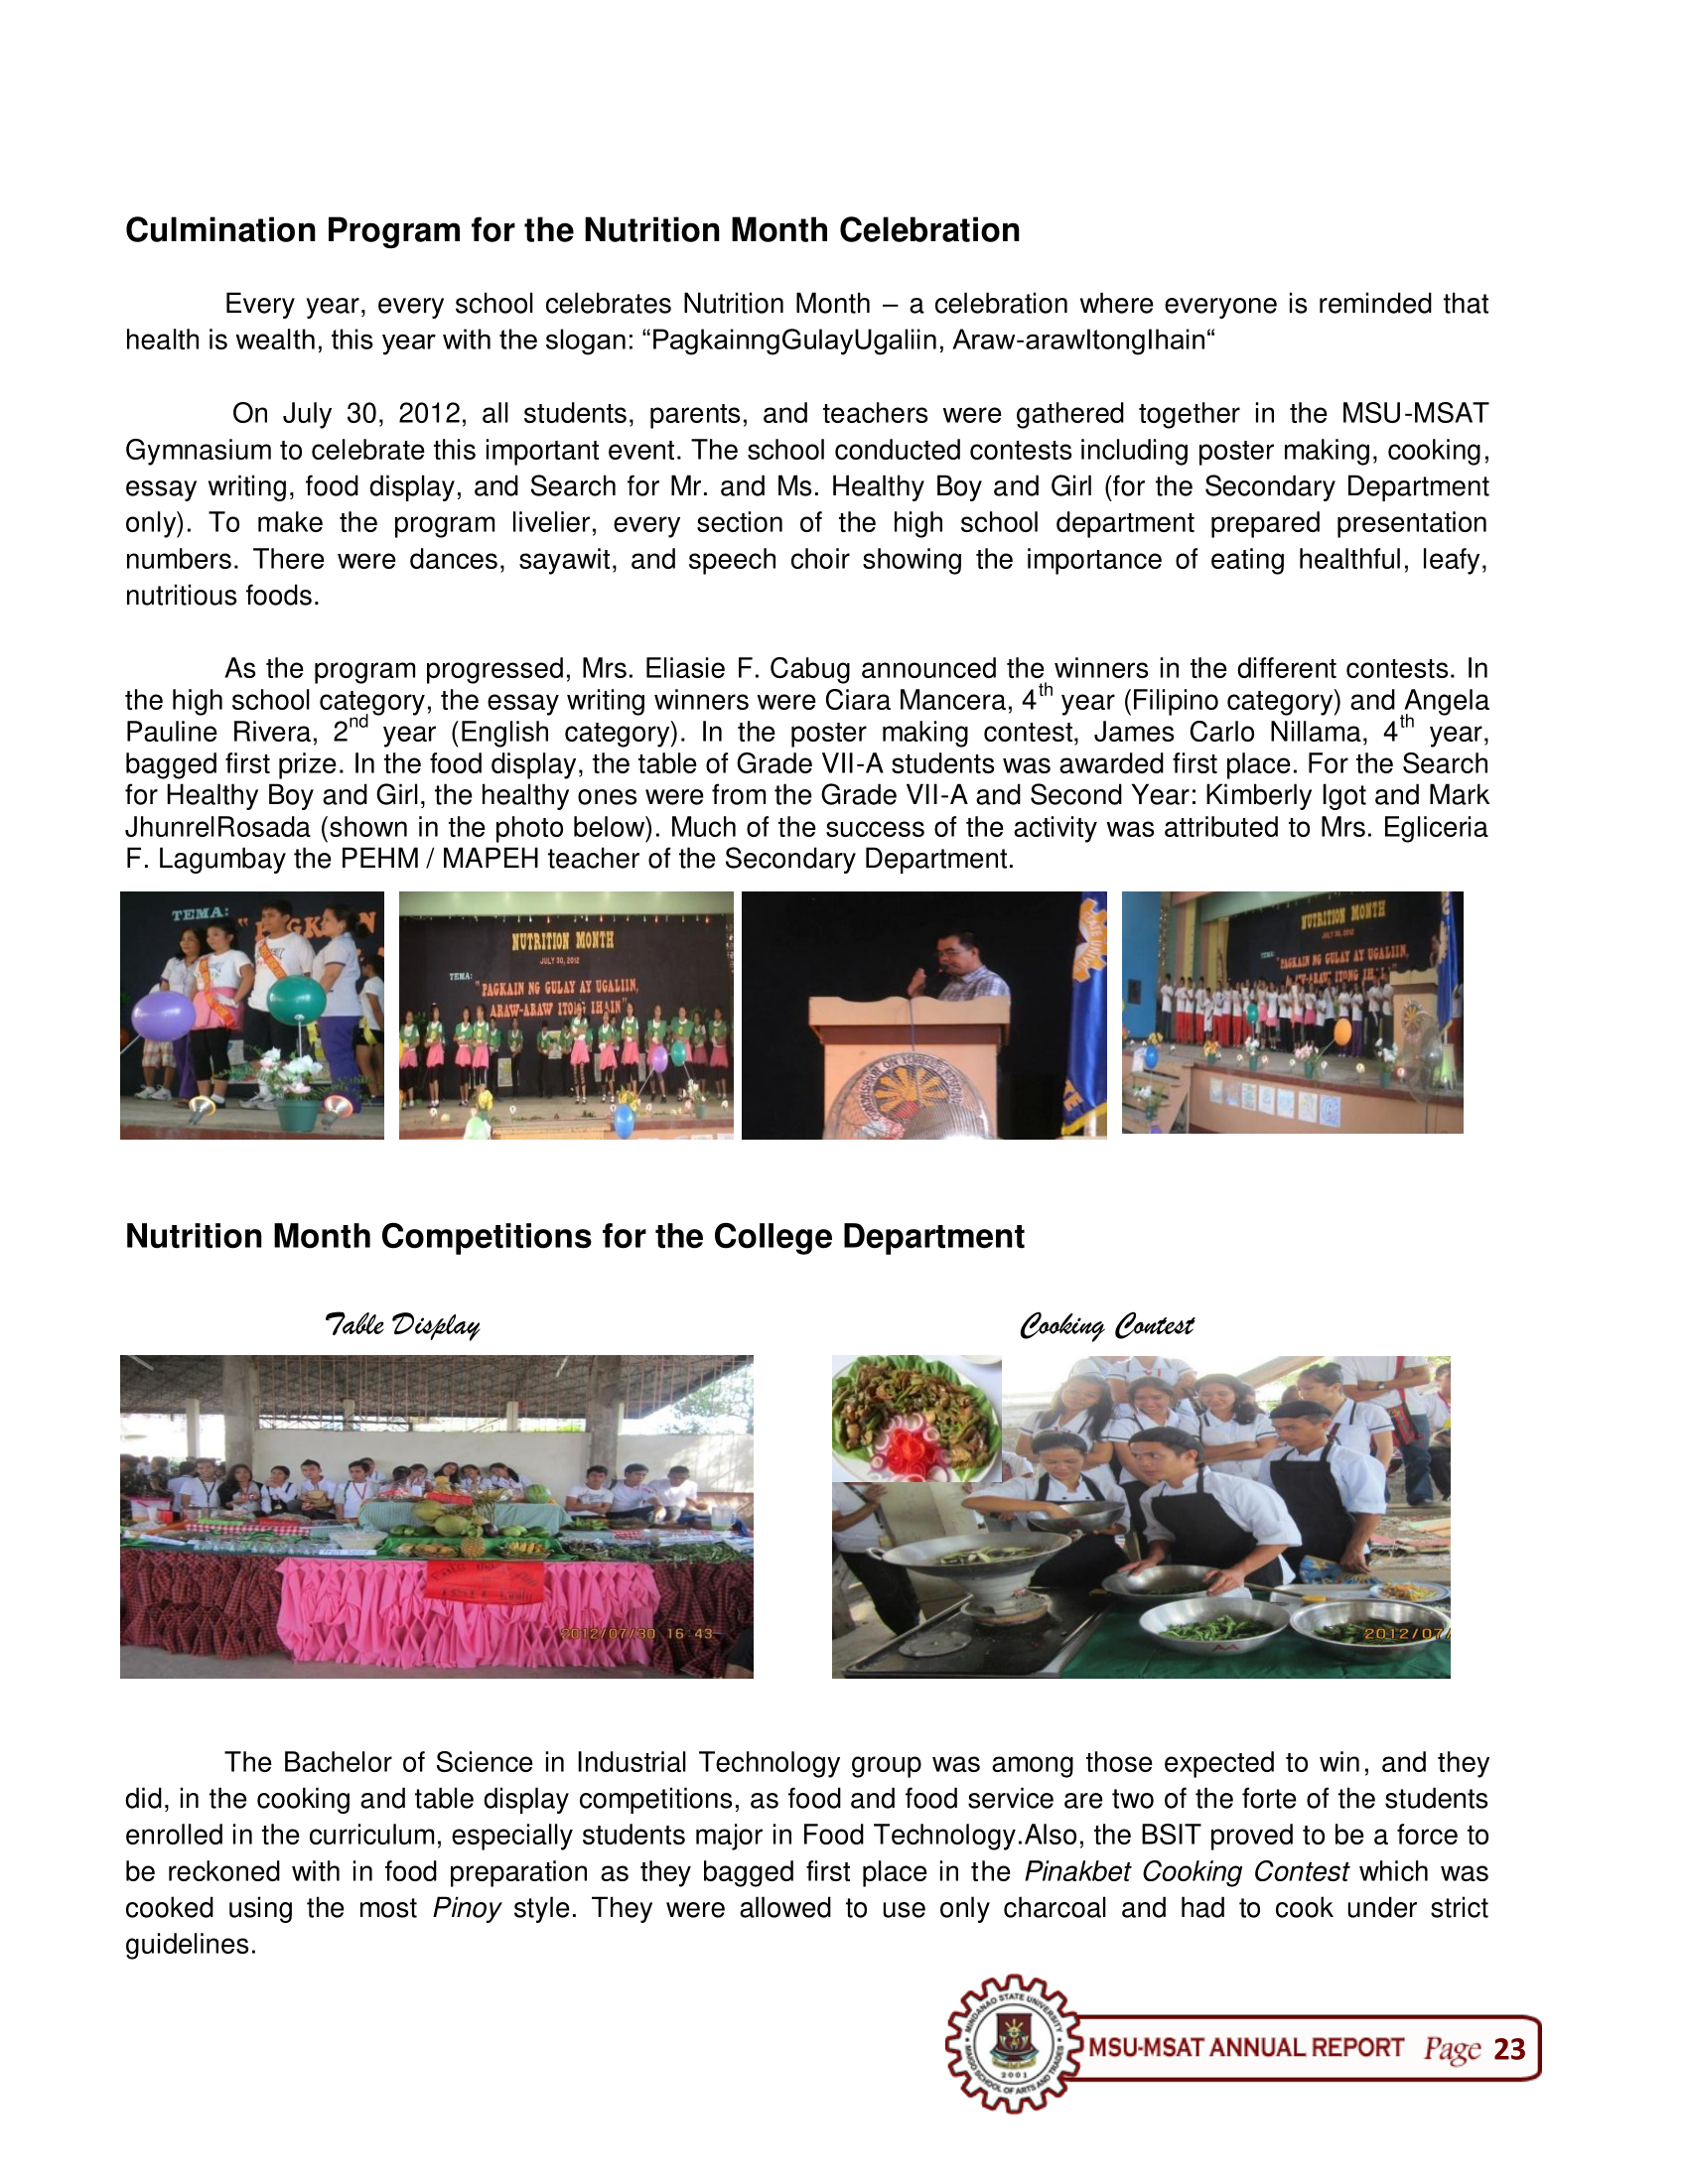 Culmination Program for the Nutrition Month Celebration
Every year, every school celebrates Nutrition Month – a celebration where everyone is reminded that
health is wealth, this year with the slogan: “PagkainngGulayUgaliin, Araw-arawItongIhain“
On July 30, 2012, all students, parents, and teachers were gathered together in the MSU-MSAT
Gymnasium to celebrate this important event. The school conducted contests including poster making, cooking,
essay writing, food display, and Search for Mr. and Ms. Healthy Boy and Girl (for the Secondary Department
only). To make the program livelier, every section of the high school department prepared presentation
numbers. There were dances, sayawit, and speech choir showing the importance of eating healthful, leafy,
nutritious foods.
As the program progressed, Mrs. Eliasie F. Cabug announced the winners in the different contests. In
the high school category, the essay writing winners were Ciara Mancera, 4th year (Filipino category) and Angela
Pauline Rivera, 2nd year (English category). In the poster making contest, James Carlo Nillama, 4th year,
bagged first prize. In the food display, the table of Grade VII-A students was awarded first place. For the Search
for Healthy Boy and Girl, the healthy ones were from the Grade VII-A and Second Year: Kimberly Igot and Mark
JhunrelRosada (shown in the photo below). Much of the success of the activity was attributed to Mrs. Egliceria
F. Lagumbay the PEHM / MAPEH teacher of the Secondary Department.
TEMA:
NUTRITION MONTH
JULY 30, 2012
TEMA:
"PAGKAIN NG GULAY AY UGALIIN,
ARAW-ARAW ITONG IHAIN"
NUTRITION MONTH
JULY 30, 2012
TEMA:
"PAGKAIN NG GULAY AY UGALIIN,
ARAW-ARAW ITONG
Nutrition Month Competitions for the College Department
Table Display
Cooking Contest
2012/07/30 16:43
2012/07/
The Bachelor of Science in Industrial Technology group was among those expected to win, and they
did, in the cooking and table display competitions, as food and food service are two of the forte of the students
enrolled in the curriculum, especially students major in Food Technology.Also, the BSIT proved to be a force to
be reckoned with in food preparation as they bagged first place in the Pinakbet Cooking Contest which was
cooked using the most Pinoy style. They were allowed to use only charcoal and had to cook under strict
guidelines.
MINDANAO STATE UNIVERSITY
MAIGO SCHOOL OF ARTS AND TRADES
2001
MSU-MSAT ANNUAL REPORT Page 23